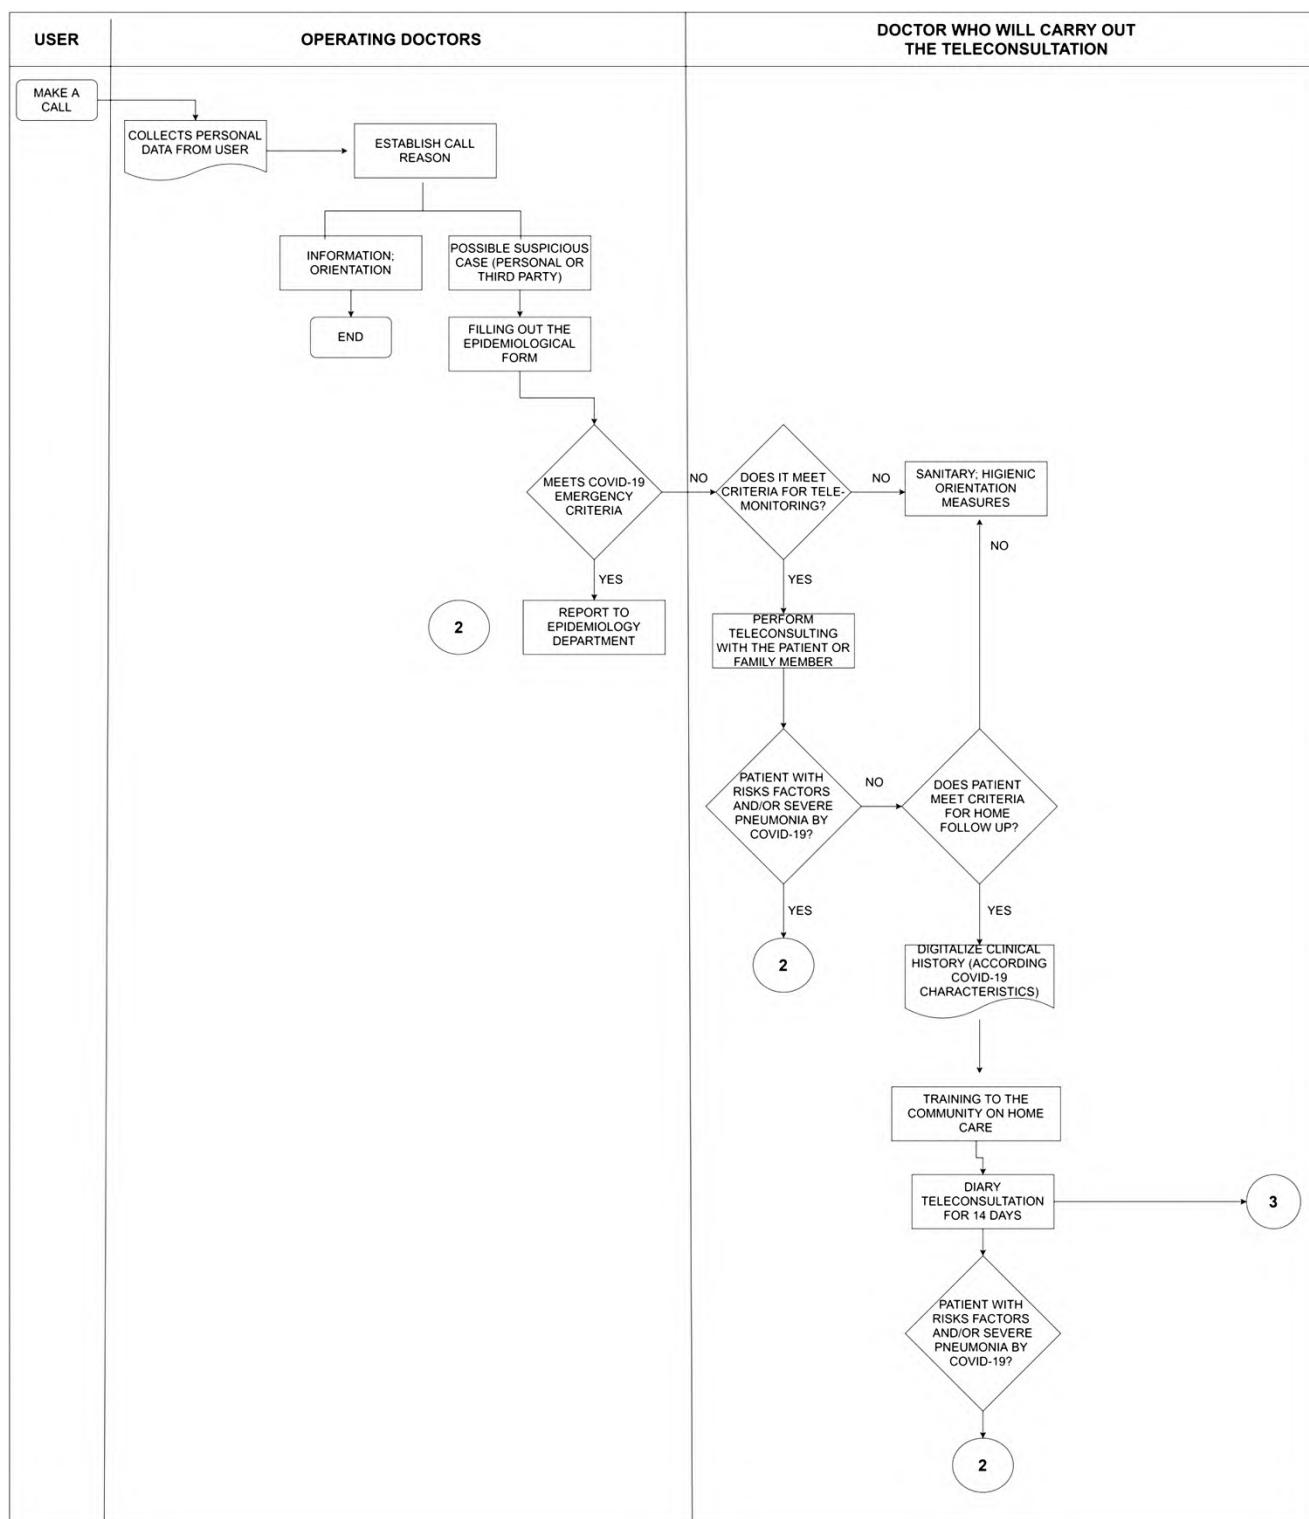 USER
OPERATING DOCTORS
DOCTOR WHO WILL CARRY OUT
THE TELECONSULTATION
MAKE A
CALL
COLLECTS PERSONAL
DATA FROM USER
ESTABLISH CALL
REASON
INFORMATION;
ORIENTATION
POSSIBLE SUSPICIOUS
CASE (PERSONAL OR
THIRD PARTY)
END
FILLING OUT THE
EPIDEMIOLOGICAL
FORM
MEETS COVID-19
EMERGENCY
CRITERIA
NO
DOES IT MEET
CRITERIA FOR TELE-
MONITORING?
NO
SANITARY; HIGIENIC
ORIENTATION
MEASURES
NO
YES
YES
2
REPORT TO
EPIDEMIOLOGY
DEPARTMENT
PERFORM
TELECONSULTING
WITH THE PATIENT OR
FAMILY MEMBER
PATIENT WITH
RISKS FACTORS
AND/OR SEVERE
PNEUMONIA BY
COVID-19?
NO
DOES PATIENT
MEET CRITERIA
FOR HOME
FOLLOW UP?
YES
YES
2
DIGITALIZE CLINICAL
HISTORY (ACCORDING
COVID-19
CHARACTERISTICS)
TRAINING TO THE
COMMUNITY ON HOME
CARE
DIARY
TELECONSULTATION
FOR 14 DAYS
3
PATIENT WITH
RISKS FACTORS
AND/OR SEVERE
PNEUMONIA BY
COVID-19?
2